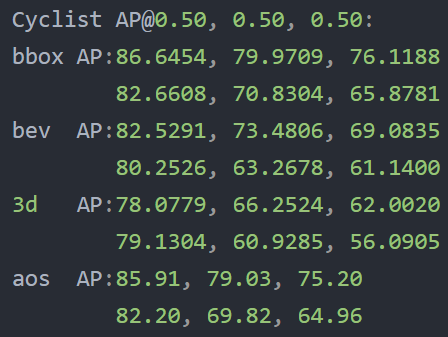 Cyclist AP@0.50, 0.50, 0.50:
bbox AP:86.6454, 79.9709, 76.1188
82.6608, 70.8304, 65.8781
bev  AP:82.5291, 73.4806, 69.0835
80.2526, 63.2678, 61.1400
3d   AP:78.0779, 66.2524, 62.0020
79.1304, 60.9285, 56.0905
aos  AP:85.91, 79.03, 75.20
82.20, 69.82, 64.96